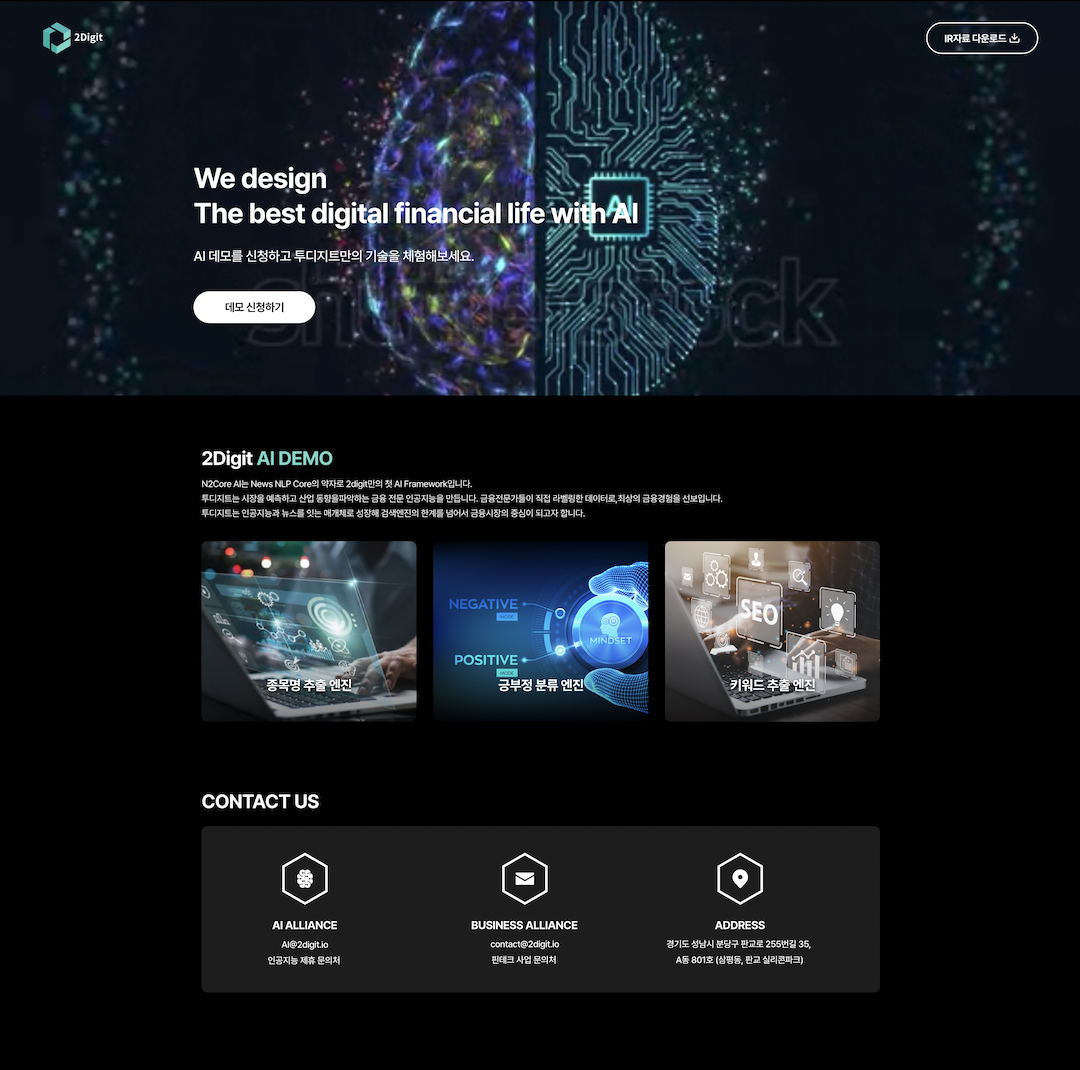 2Digit
IR자료 다운로드
We design
The best digital financial life with AI
AI
AI 데모를 신청하고 투디지트만의 기술을 체험해보세요.
데모 신청하기
shutterstock
2Digit AI DEMO
N2Core AI는 News NLP Core의 약자로 2digit만의 첫 AI Framework입니다.
투디지트는 시장을 예측하고 산업 동향을파악하는 금융 전문 인공지능을 만듭니다. 금융전문가들이 직접 라벨링한 데이터로,최상의 금융경험을 선보입니다.
투디지트는 인공지능과 뉴스를 잇는 매개체로 성장해 검색엔진의 한계를 넘어서 금융시장의 중심이 되고자 합니다.
종목명 추출 엔진
NEGATIVE
MODE
MINDSET
POSITIVE
MODE
긍부정 분류 엔진
SEO
키워드 추출 엔진
CONTACT US
AI ALLIANCE
AI@2digit.io
인공지능 제휴 문의처
BUSINESS ALLIANCE
contact@2digit.io
핀테크 사업 문의처
ADDRESS
경기도 성남시 분당구 판교로 255번길 35,
A동 801호 (삼평동, 판교 실리콘파크)